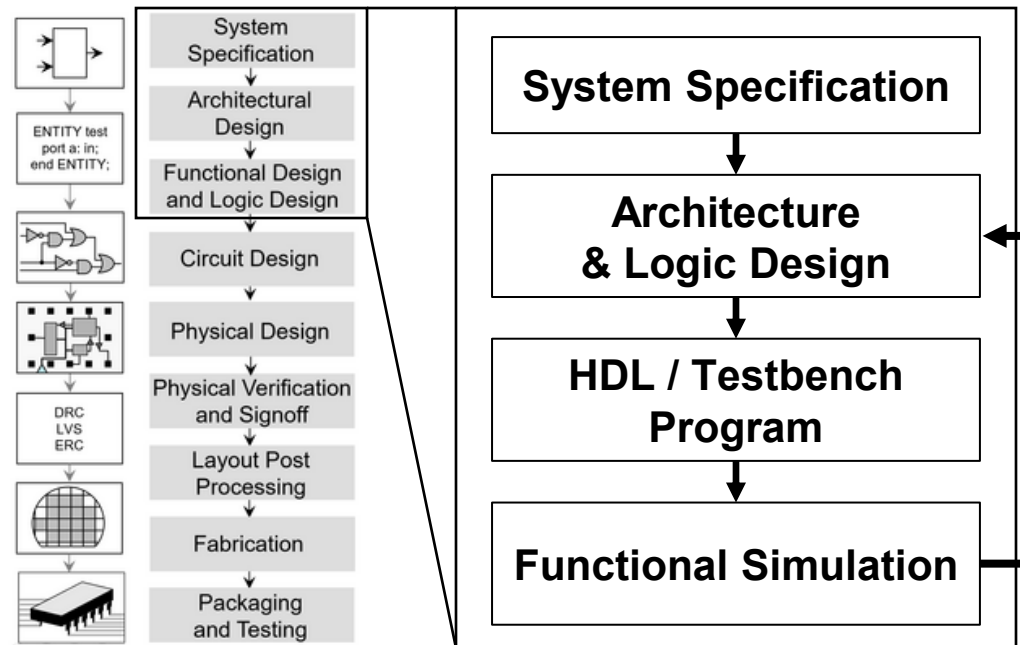 ENTITY test
port a: in;
end ENTITY;
DRC
LVS
ERC
System
Specification
Architectural
Design
Functional Design
and Logic Design
Circuit Design
Physical Design
Physical Verification
and Signoff
Layout Post
Processing
Fabrication
Packaging
and Testing
System Specification
Architecture
& Logic Design
HDL / Testbench
Program
Functional Simulation